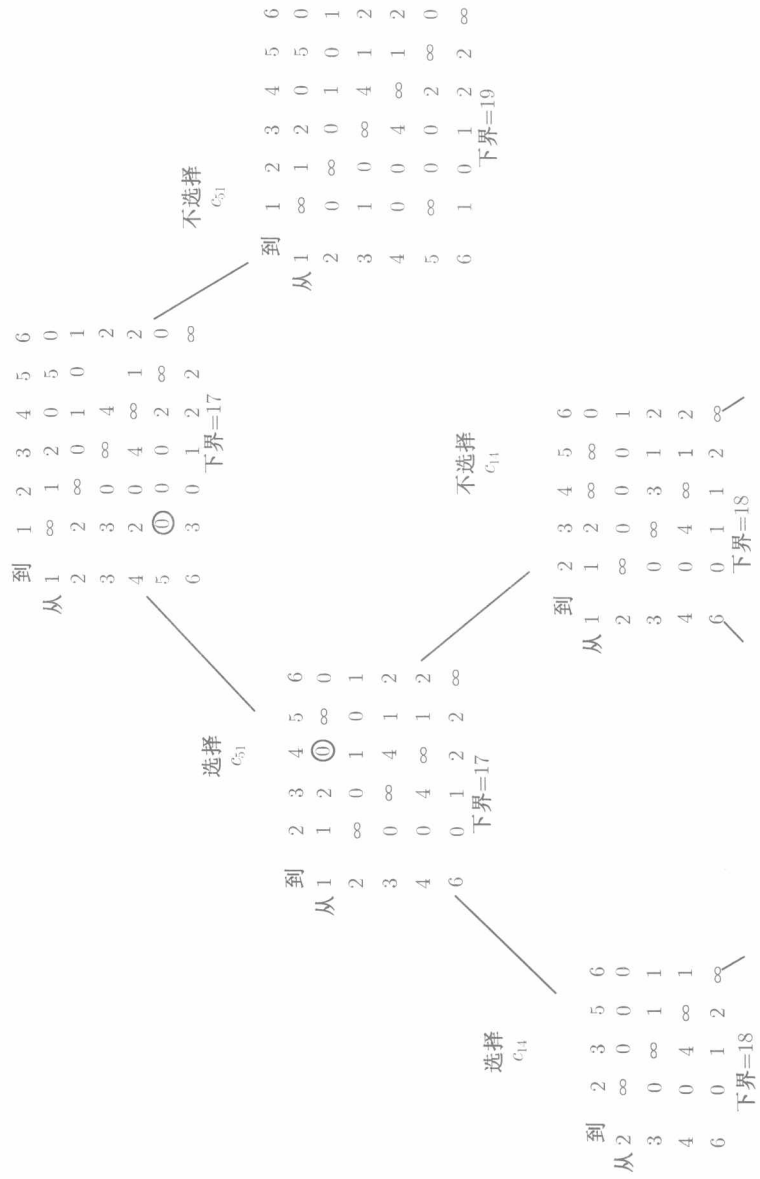 到 1 2 3 4 5 6
从
1 ∞ 1 2 0 5 0
2 2 ∞ 0 1 0 1
3 3 0 ∞ 4 2
4 2 0 4 ∞ 1 2
5 0 0 0 2 ∞ 0
6 3 0 1 2 2 ∞
下界=17
选择
c51
到 2 3 4 5 6
从
1 1 2 0 ∞ 0
2 ∞ 0 1 0 1
3 0 ∞ 4 1 2
4 0 4 ∞ 1 2
6 0 1 2 2 ∞
下界=17
不选择
c51
到 1 2 3 4 5 6
从
1 ∞ 1 2 0 5 0
2 0 ∞ 0 1 0 1
3 1 0 ∞ 4 1 2
4 0 0 4 ∞ 1 2
5 ∞ 0 0 2 ∞ 0
6 1 0 1 2 2 ∞
下界=19
选择
c14
到 2 3 5 6
从
2 ∞ 0 0 0
3 0 ∞ 1 1
4 0 4 ∞ 1
6 0 1 2 ∞
下界=18
不选择
c14
到 2 3 4 5 6
从
1 1 2 ∞ ∞ 0
2 ∞ 0 0 0 1
3 0 ∞ 3 1 2
4 0 4 ∞ 1 2
6 0 1 1 2 ∞
下界=18